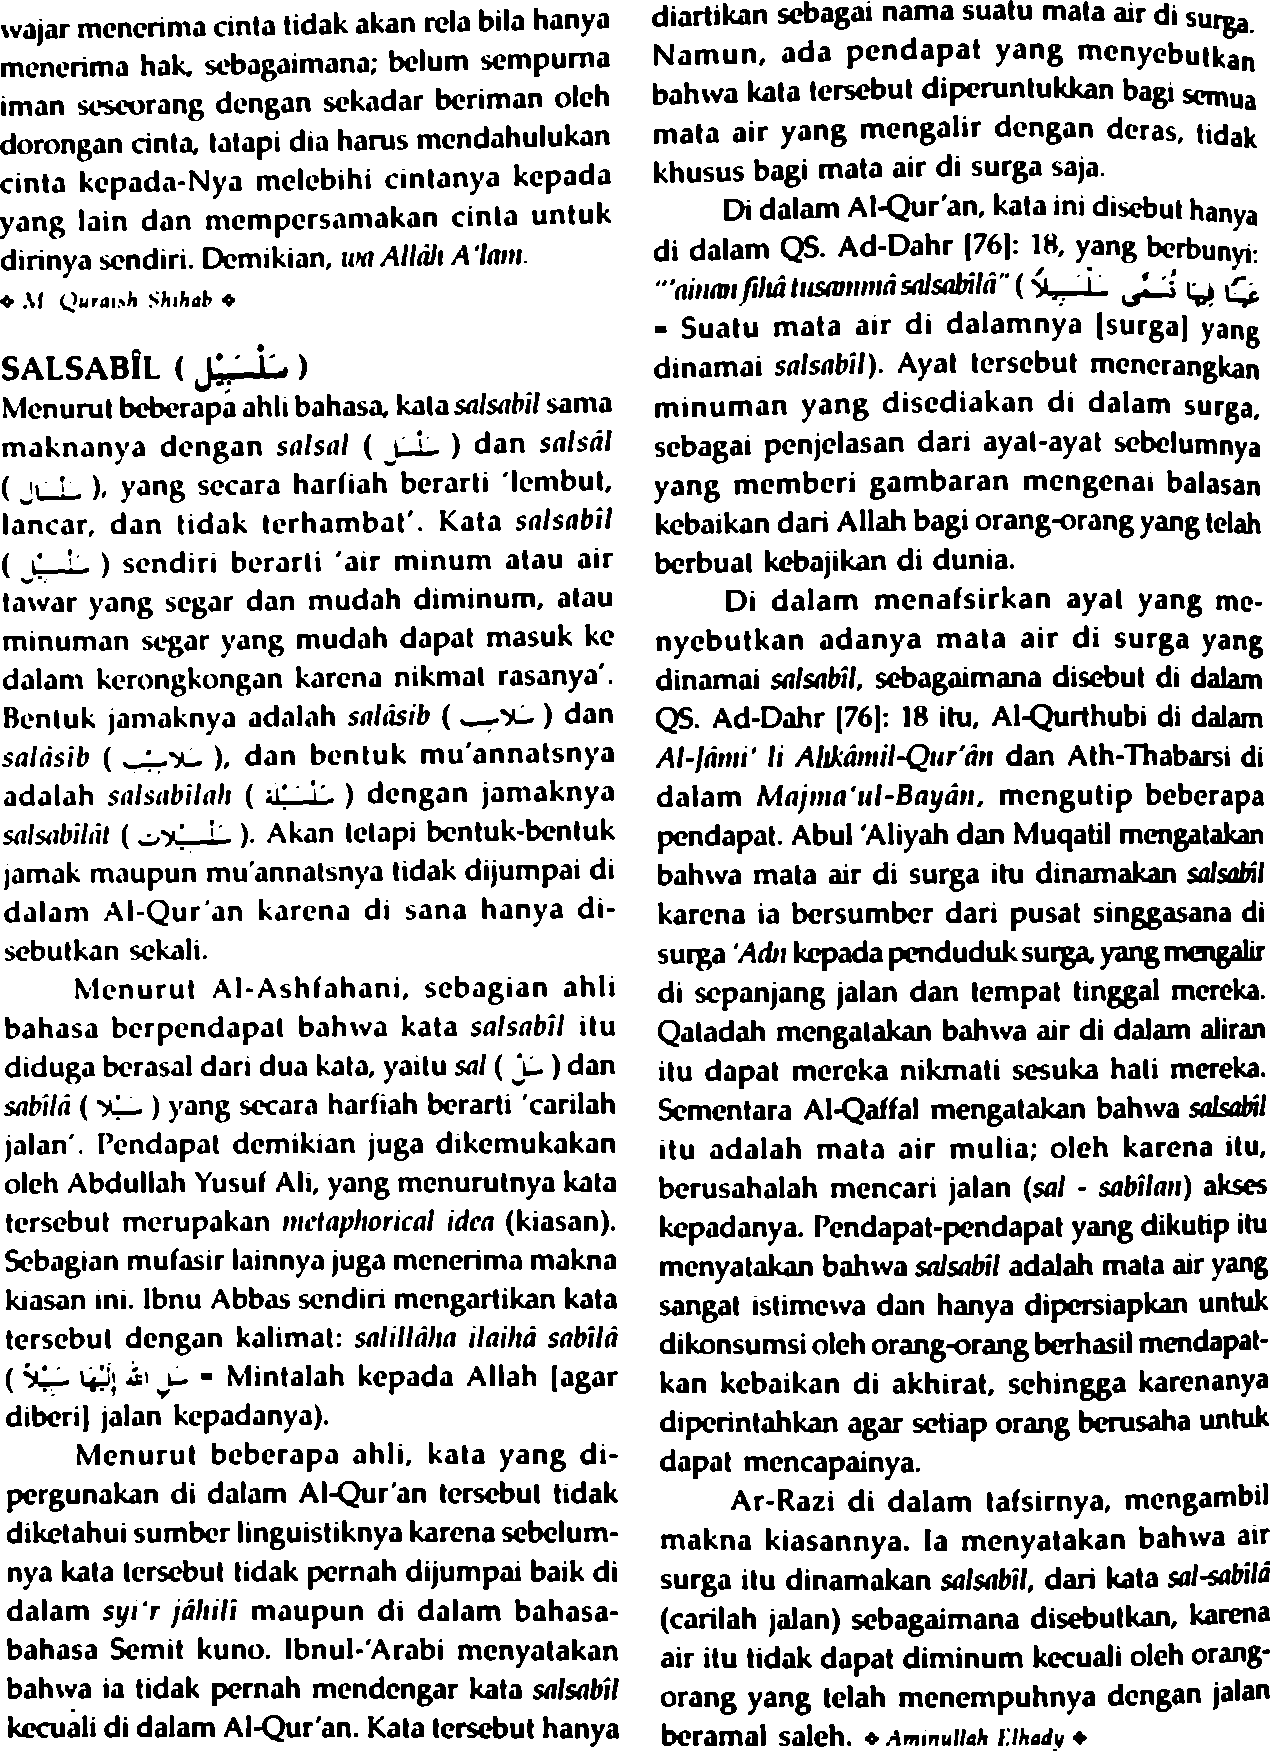 wajar menerima cinta tidak akan rela bila hanya
menerima hak, sebagaimana; belum sempurna
iman seseorang dengan sekadar beriman oleh
dorongan cinta, tatapi dia harus mendahulukan
cinta kepada-Nya melebihi cintanya kepada
yang lain dan mempersamakan cinta untuk
dirinya sendiri. Demikian, wa Allâh A'lam.
✦ M Quraish Shihab ✦
SALSABÎL ( سَلْسَبِيْل )
Menurut beberapa ahli bahasa, kata salsabîl sama
maknanya dengan salsal ( سَلْسَل ) dan salsâl
( سَلْسَال ), yang secara harfiah berarti 'lembut,
lancar, dan tidak terhambat'. Kata salsabîl
( سَلْسَبِيْل ) sendiri berarti 'air minum atau air
tawar yang segar dan mudah diminum, atau
minuman segar yang mudah dapat masuk ke
dalam kerongkongan karena nikmat rasanya'.
Bentuk jamaknya adalah salâsib ( سَلاَسِب ) dan
salâsîb ( سَلاَسِيْب ), dan bentuk mu'annatsnya
adalah salsabîlah ( سَلْسَبِيْلَة ) dengan jamaknya
salsabîlât ( سَلْسَبِيْلاَت ). Akan tetapi bentuk-bentuk
jamak maupun mu'annatsnya tidak dijumpai di
dalam Al-Qur'an karena di sana hanya di-
sebutkan sekali.
Menurut Al-Ashfahani, sebagian ahli
bahasa berpendapat bahwa kata salsabîl itu
diduga berasal dari dua kata, yaitu sal ( سَلْ ) dan
sabîlâ ( سَبِيْلاً ) yang secara harfiah berarti 'carilah
jalan'. Pendapat demikian juga dikemukakan
oleh Abdullah Yusuf Ali, yang menurutnya kata
tersebut merupakan metaphorical idea (kiasan).
Sebagian mufasir lainnya juga menerima makna
kiasan ini. Ibnu Abbas sendiri mengartikan kata
tersebut dengan kalimat: salillâha ilaihâ sabîlâ
( سَلِ اللهَ إِلَيْهَا سَبِيْلاً = Mintalah kepada Allah [agar
diberi] jalan kepadanya).
Menurut beberapa ahli, kata yang di-
pergunakan di dalam Al-Qur'an tersebut tidak
diketahui sumber linguistiknya karena sebelum-
nya kata tersebut tidak pernah dijumpai baik di
dalam syi'r jâhilî maupun di dalam bahasa-
bahasa Semit kuno. Ibnul-'Arabi menyatakan
bahwa ia tidak pernah mendengar kata salsabîl
kecuali di dalam Al-Qur'an. Kata tersebut hanya
diartikan sebagai nama suatu mata air di surga.
Namun, ada pendapat yang menyebutkan
bahwa kata tersebut diperuntukkan bagi semua
mata air yang mengalir dengan deras, tidak
khusus bagi mata air di surga saja.
Di dalam Al-Qur'an, kata ini disebut hanya
di dalam QS. Ad-Dahr [76]: 18, yang berbunyi:
"'ainan fîhâ tusammâ salsabîlâ" ( عَيْنًا فِيْهَا تُسَمَّى سَلْسَبِيْلاً
= Suatu mata air di dalamnya [surga] yang
dinamai salsabîl). Ayat tersebut menerangkan
minuman yang disediakan di dalam surga,
sebagai penjelasan dari ayat-ayat sebelumnya
yang memberi gambaran mengenai balasan
kebaikan dari Allah bagi orang-orang yang telah
berbuat kebajikan di dunia.
Di dalam menafsirkan ayat yang me-
nyebutkan adanya mata air di surga yang
dinamai salsabîl, sebagaimana disebut di dalam
QS. Ad-Dahr [76]: 18 itu, Al-Qurthubi di dalam
Al-Jâmi' li Ahkâmil-Qur'ân dan Ath-Thabarsi di
dalam Majma'ul-Bayân, mengutip beberapa
pendapat. Abul 'Aliyah dan Muqatil mengatakan
bahwa mata air di surga itu dinamakan salsabîl
karena ia bersumber dari pusat singgasana di
surga 'Adn kepada penduduk surga, yang mengalir
di sepanjang jalan dan tempat tinggal mereka.
Qatadah mengatakan bahwa air di dalam aliran
itu dapat mereka nikmati sesuka hati mereka.
Sementara Al-Qaffal mengatakan bahwa salsabîl
itu adalah mata air mulia; oleh karena itu,
berusahalah mencari jalan (sal - sabîlan) akses
kepadanya. Pendapat-pendapat yang dikutip itu
menyatakan bahwa salsabîl adalah mata air yang
sangat istimewa dan hanya dipersiapkan untuk
dikonsumsi oleh orang-orang berhasil mendapat-
kan kebaikan di akhirat, sehingga karenanya
diperintahkan agar setiap orang berusaha untuk
dapat mencapainya.
Ar-Razi di dalam tafsirnya, mengambil
makna kiasannya. Ia menyatakan bahwa air
surga itu dinamakan salsabîl, dari kata sal-sabîlâ
(carilah jalan) sebagaimana disebutkan, karena
air itu tidak dapat diminum kecuali oleh orang-
orang yang telah menempuhnya dengan jalan
beramal saleh. ✦ Aminullah Elhady ✦